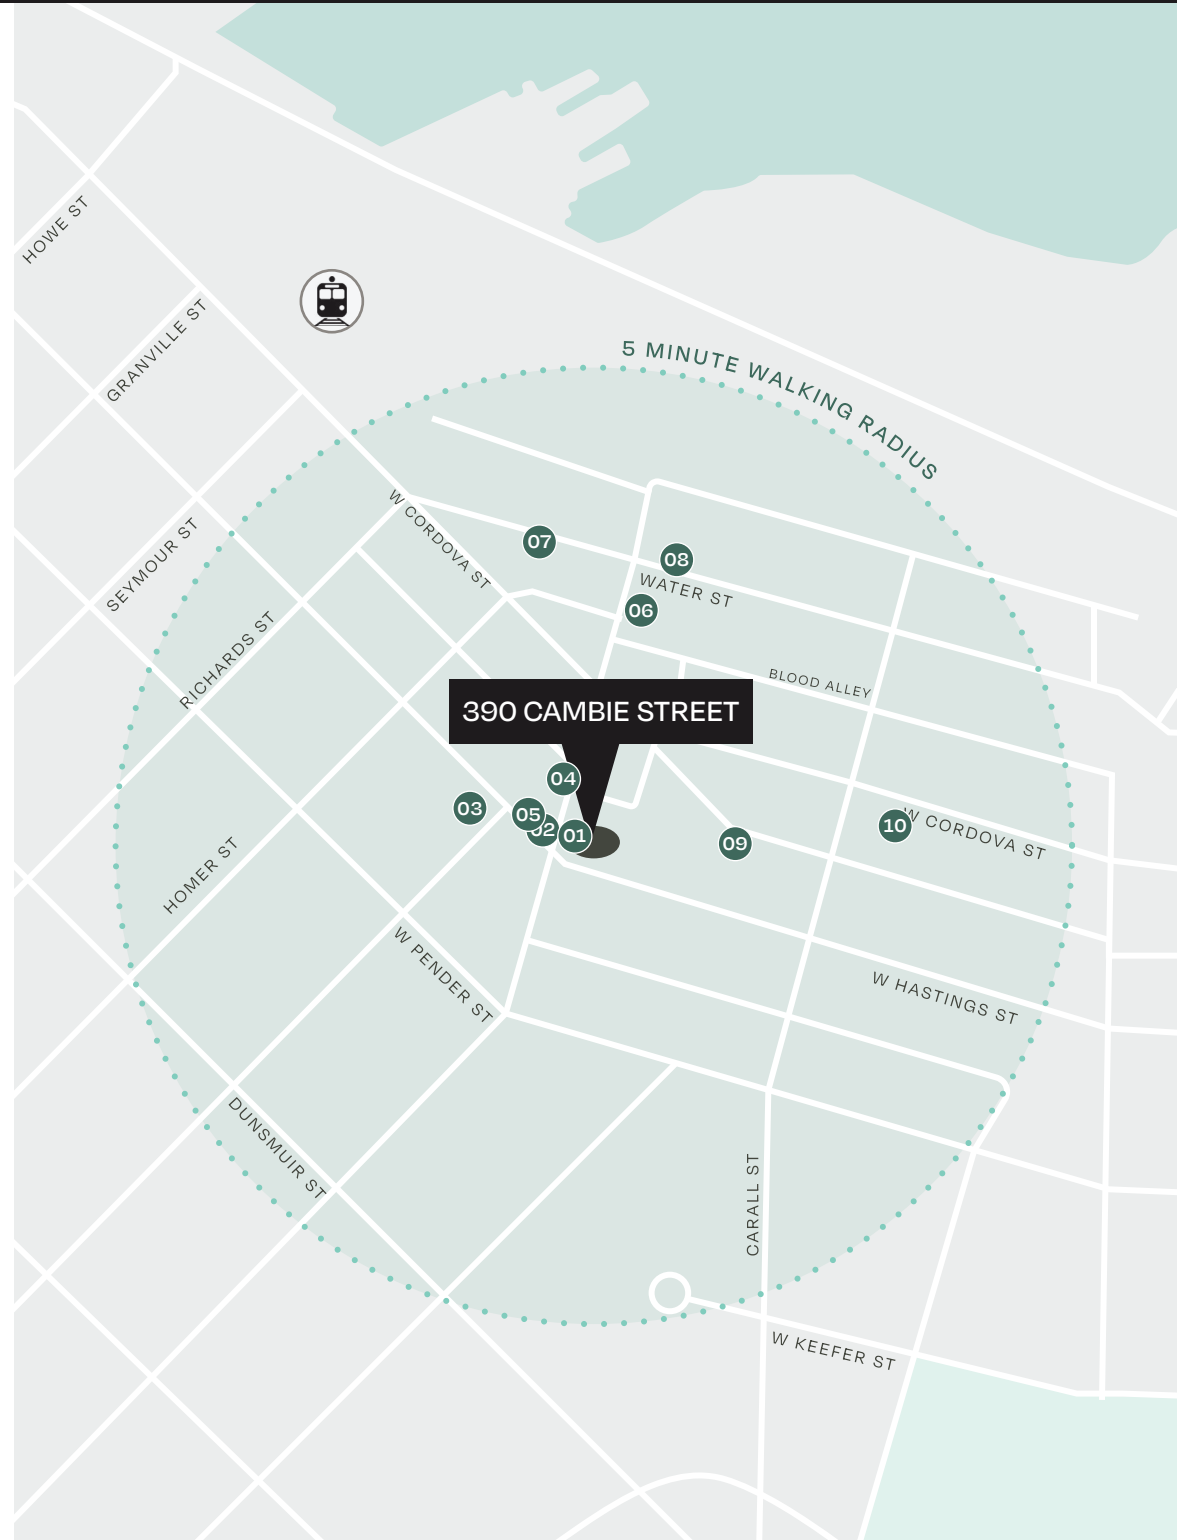 HOWE ST
GRANVILLE ST
5 MINUTE WALKING RADIUS
SEYMOUR ST
W CORDOVA ST
07
08
WATER ST
06
RICHARDS ST
BLOOD ALLEY
390 CAMBIE STREET
04
03
05
02
01
09
10
W CORDOVA ST
HOMER ST
W PENDER ST
W HASTINGS ST
DUNSMUIR ST
CARALL ST
W KEEFER ST